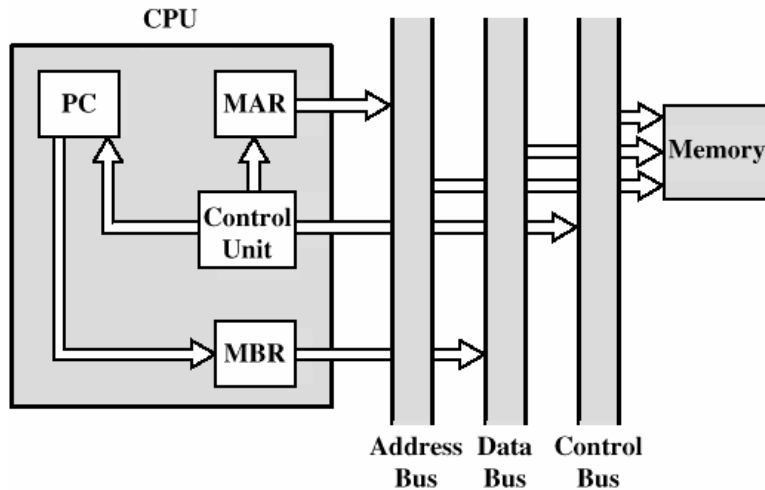 CPU
PC
MAR
Memory
Control
Unit
MBR
Address
Bus
Data
Bus
Control
Bus